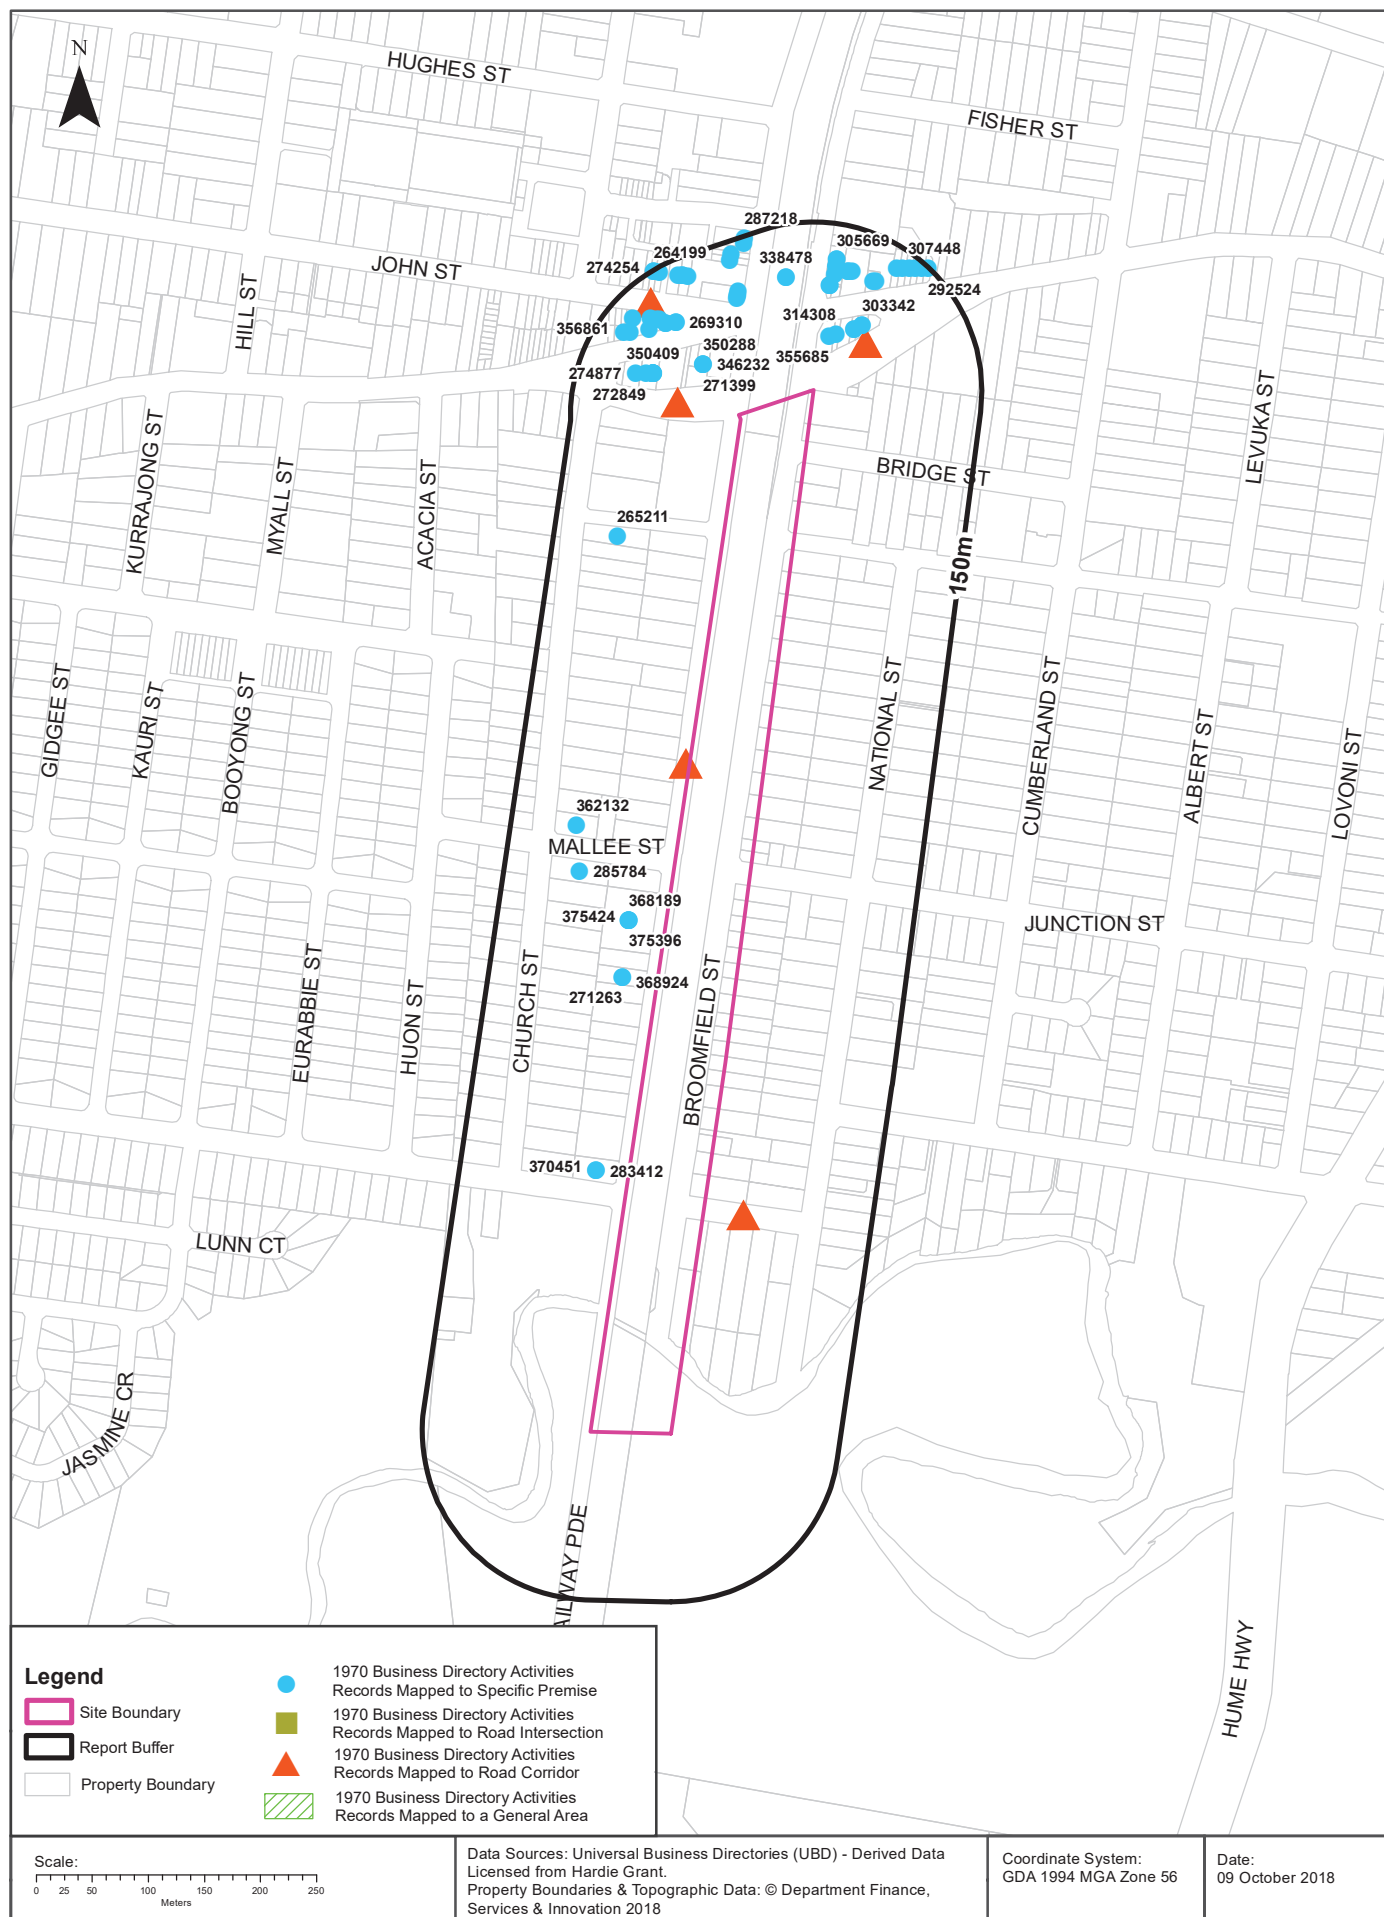 N
HUGHES ST
FISHER ST
287218
264199
305669
307448
274254
338478
JOHN ST
292524
HILL ST
303342
314308
269310
356861
350288
350409
355685
346232
274877
271399
272849
LEVUKA ST
KURRAJONG ST
MYALL ST
ACACIA ST
BRIDGE ST
265211
150m
GIDGEE ST
KAURI ST
BOOYONG ST
NATIONAL ST
CUMBERLAND ST
ALBERT ST
LOVONI ST
362132
MALLEE ST
285784
368189
375424
375396
JUNCTION ST
368924
271263
EURABBIE ST
HUON ST
CHURCH ST
BROOMFIELD ST
370451
283412
LUNN CT
JASMINE CR
AILWAY PDE
HUME HWY
Legend
Site Boundary
Report Buffer
Property Boundary
1970 Business Directory Activities
Records Mapped to Specific Premise
1970 Business Directory Activities
Records Mapped to Road Intersection
1970 Business Directory Activities
Records Mapped to Road Corridor
1970 Business Directory Activities
Records Mapped to a General Area
Scale:
0 25 50 100 150 200 250
Meters
Data Sources: Universal Business Directories (UBD) - Derived Data
Licensed from Hardie Grant.
Property Boundaries & Topographic Data: © Department Finance,
Services & Innovation 2018
Coordinate System:
GDA 1994 MGA Zone 56
Date:
09 October 2018